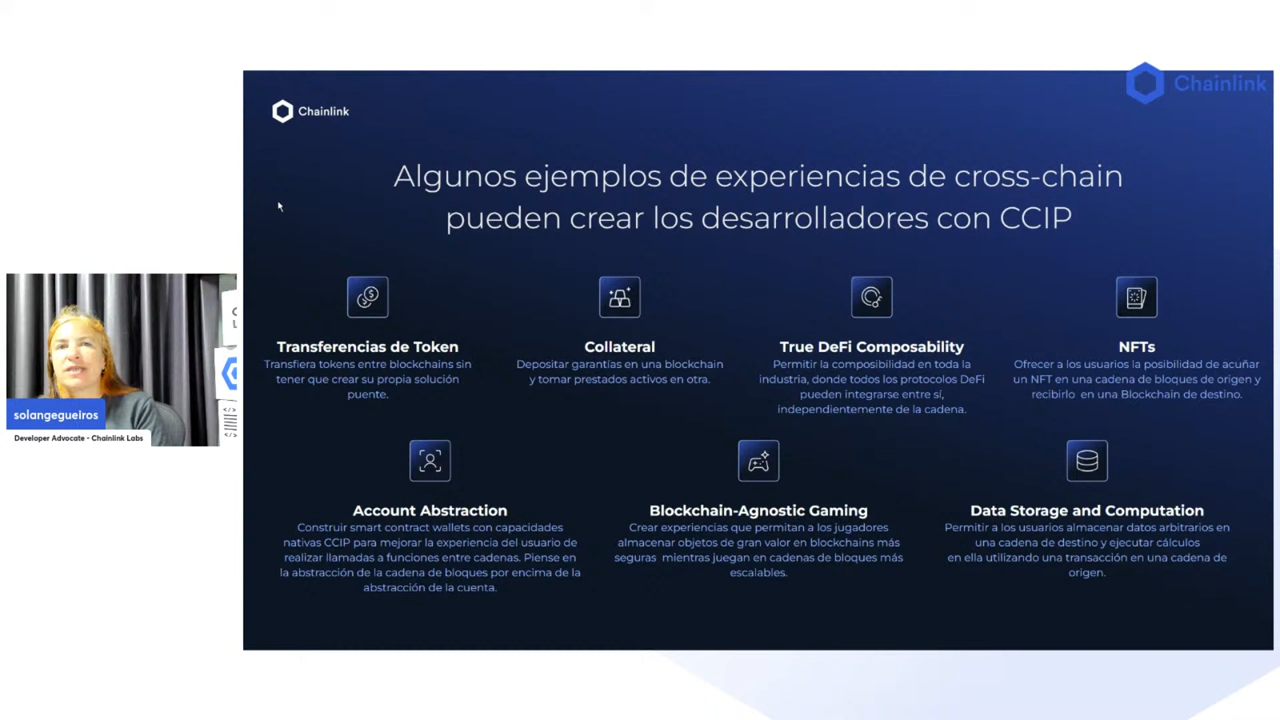 Chainlink
Chainlink
Algunos ejemplos de experiencias de cross-chain
pueden crear los desarrolladores con CCIP
Transferencias de Token
Transfiera tokens entre blockchains sin
tener que crear su propia solución
puente.
Collateral
Depositar garantías en una blockchain
y tomar prestados activos en otra.
True DeFi Composability
Permitir la composibilidad en toda la
industria, donde todos los protocolos DeFi
pueden integrarse entre sí,
independientemente de la cadena.
NFTs
Ofrecer a los usuarios la posibilidad de acuñar
un NFT en una cadena de bloques de origen y
recibirlo en una Blockchain de destino.
Account Abstraction
Construir smart contract wallets con capacidades
nativas CCIP para mejorar la experiencia del usuario de
realizar llamadas a funciones entre cadenas. Piense en
la abstracción de la cadena de bloques por encima de la
abstracción de la cuenta.
Blockchain-Agnostic Gaming
Crear experiencias que permitan a los jugadores
almacenar objetos de gran valor en blockchains más
seguras mientras juegan en cadenas de bloques más
escalables.
Data Storage and Computation
Permitir a los usuarios almacenar datos arbitrarios en
una cadena de destino y ejecutar cálculos
en ella utilizando una transacción en una cadena de
origen.
solangegueiros
Developer Advocate - Chainlink Labs